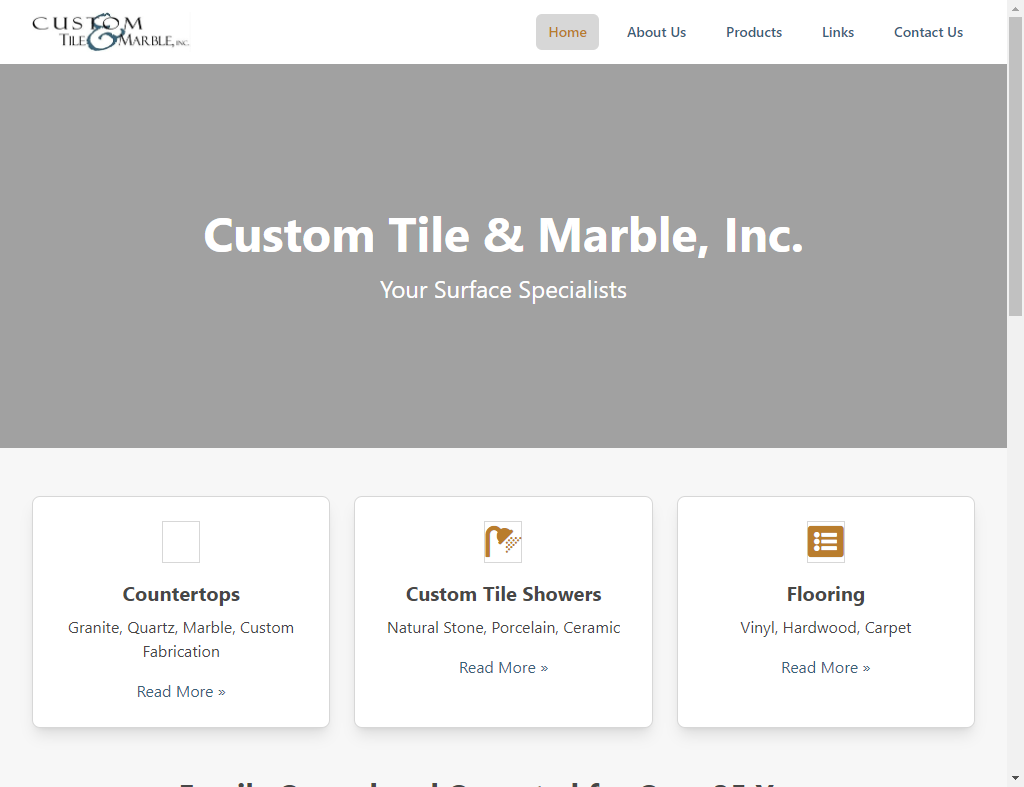 CUSTOM
TILE & MARBLE, INC.
Home About Us Products Links Contact Us
Custom Tile & Marble, Inc.
Your Surface Specialists
Countertops
Granite, Quartz, Marble, Custom
Fabrication
Read More »
Custom Tile Showers
Natural Stone, Porcelain, Ceramic
Read More »
Flooring
Vinyl, Hardwood, Carpet
Read More »